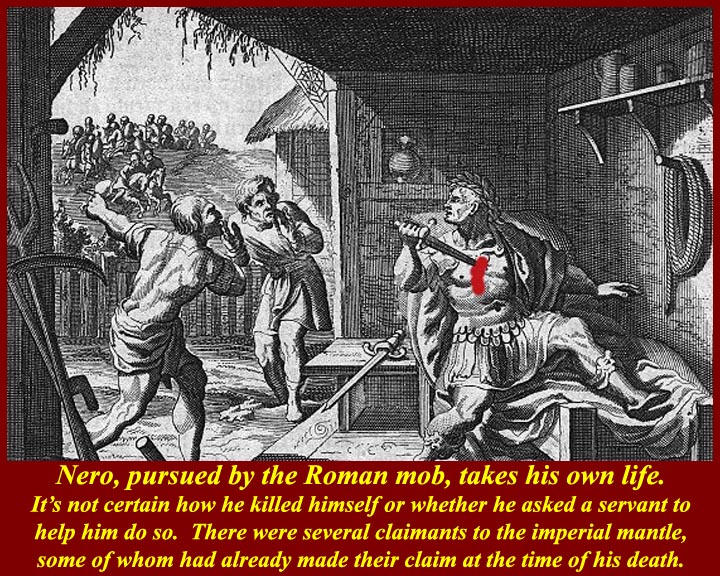 Nero, pursued by the Roman mob, takes his own life.
It’s not certain how he killed himself or whether he asked a servant to
help him do so.  There were several claimants to the imperial mantle,
some of whom had already made their claim at the time of his death.